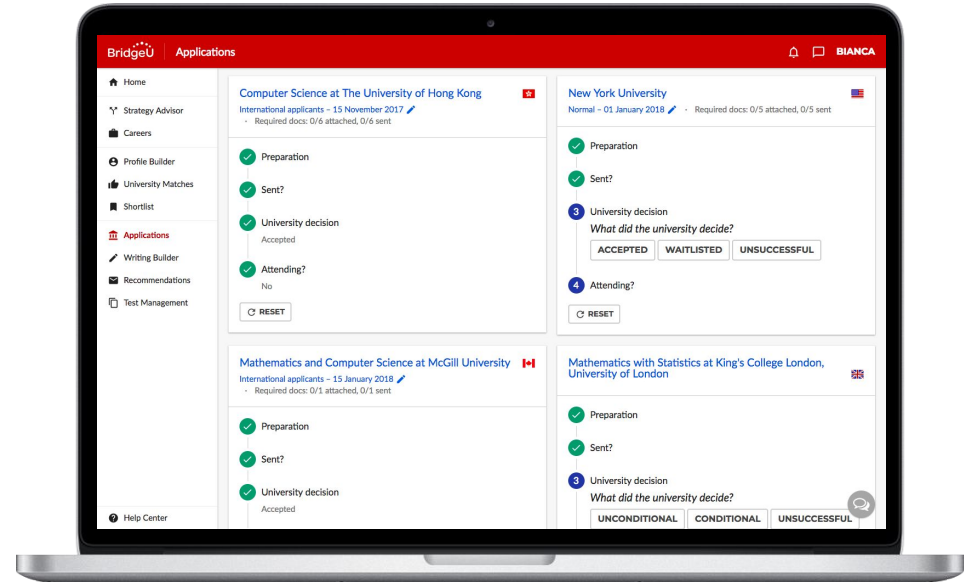 BridgeU
Applications
BIANCA
Home
Strategy Advisor
Careers
Profile Builder
University Matches
Shortlist
Applications
Writing Builder
Recommendations
Test Management
Help Center
Computer Science at The University of Hong Kong
International applicants – 15 November 2017
· Required docs: 0/6 attached, 0/6 sent
Preparation
Sent?
University decision
Accepted
Attending?
No
RESET
New York University
Normal – 01 January 2018 · Required docs: 0/5 attached, 0/5 sent
Preparation
Sent?
3 University decision
What did the university decide?
ACCEPTED WAITLISTED UNSUCCESSFUL
4 Attending?
RESET
Mathematics and Computer Science at McGill University
International applicants – 15 January 2018
· Required docs: 0/1 attached, 0/1 sent
Preparation
Sent?
University decision
Accepted
Mathematics with Statistics at King's College London,
University of London
Preparation
Sent?
3 University decision
What did the university decide?
UNCONDITIONAL CONDITIONAL UNSUCCESSFUL